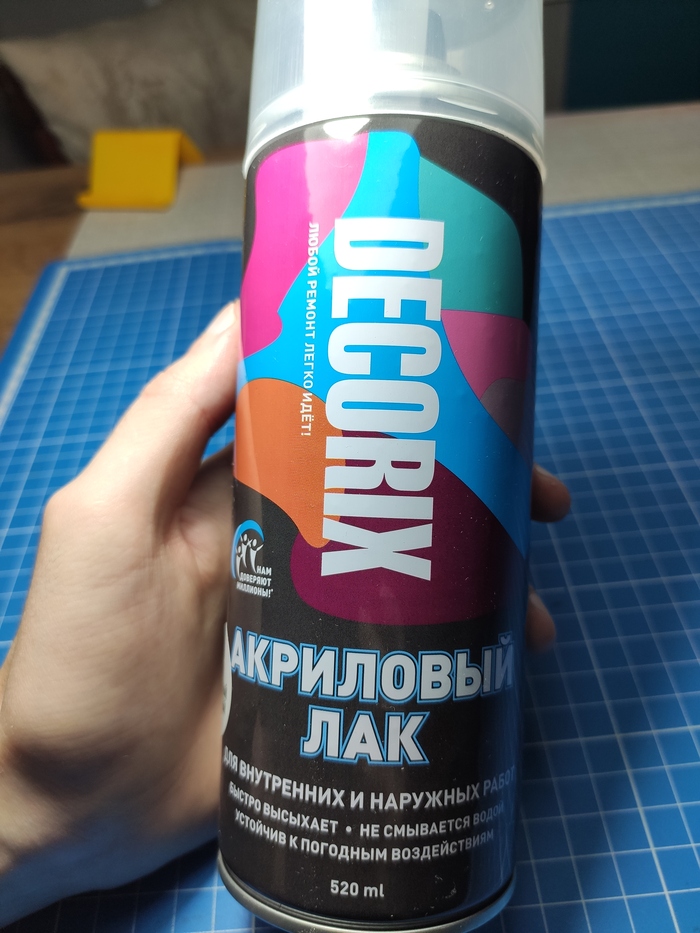 DECORIX
ЛЮБОЙ РЕМОНТ ЛЕГКО ИДЁТ!
НАМ
ДОВЕРЯЮТ
МИЛЛИОНЫ!*
АКРИЛОВЫЙ
ЛАК
ДЛЯ ВНУТРЕННИХ И НАРУЖНЫХ РАБОТ
БЫСТРО ВЫСЫХАЕТ • НЕ СМЫВАЕТСЯ ВОДОЙ
УСТОЙЧИВ К ПОГОДНЫМ ВОЗДЕЙСТВИЯМ
520 ml